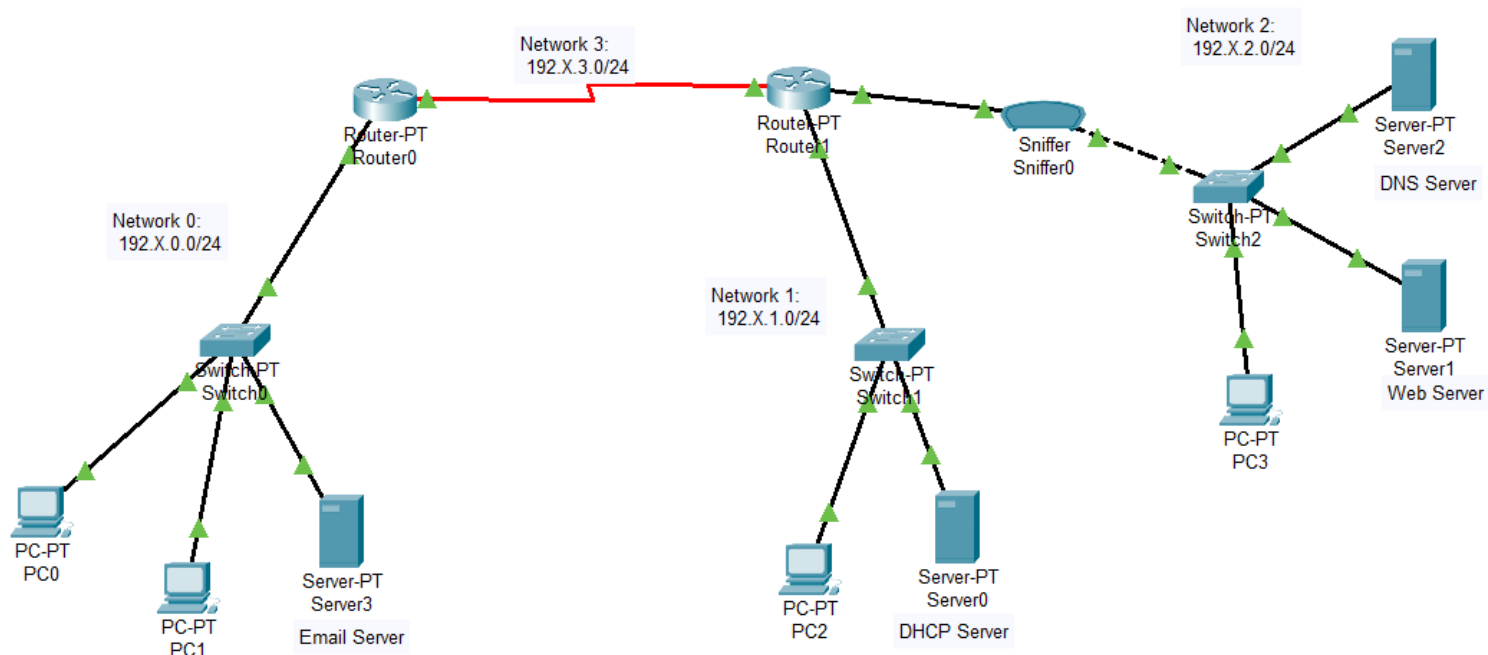 Network 3:
192.X.3.0/24
Network 2:
192.X.2.0/24
Router-PT
Router0
Router-PT
Router1
Sniffer
Sniffer0
Server-PT
Server2
DNS Server
Switch-PT
Switch2
Network 0:
192.X.0.0/24
Network 1:
192.X.1.0/24
Switch-PT
Switch0
Switch-PT
Switch1
Server-PT
Server1
Web Server
PC-PT
PC3
PC-PT
PC0
PC-PT
PC1
Server-PT
Server3
Email Server
PC-PT
PC2
Server-PT
Server0
DHCP Server